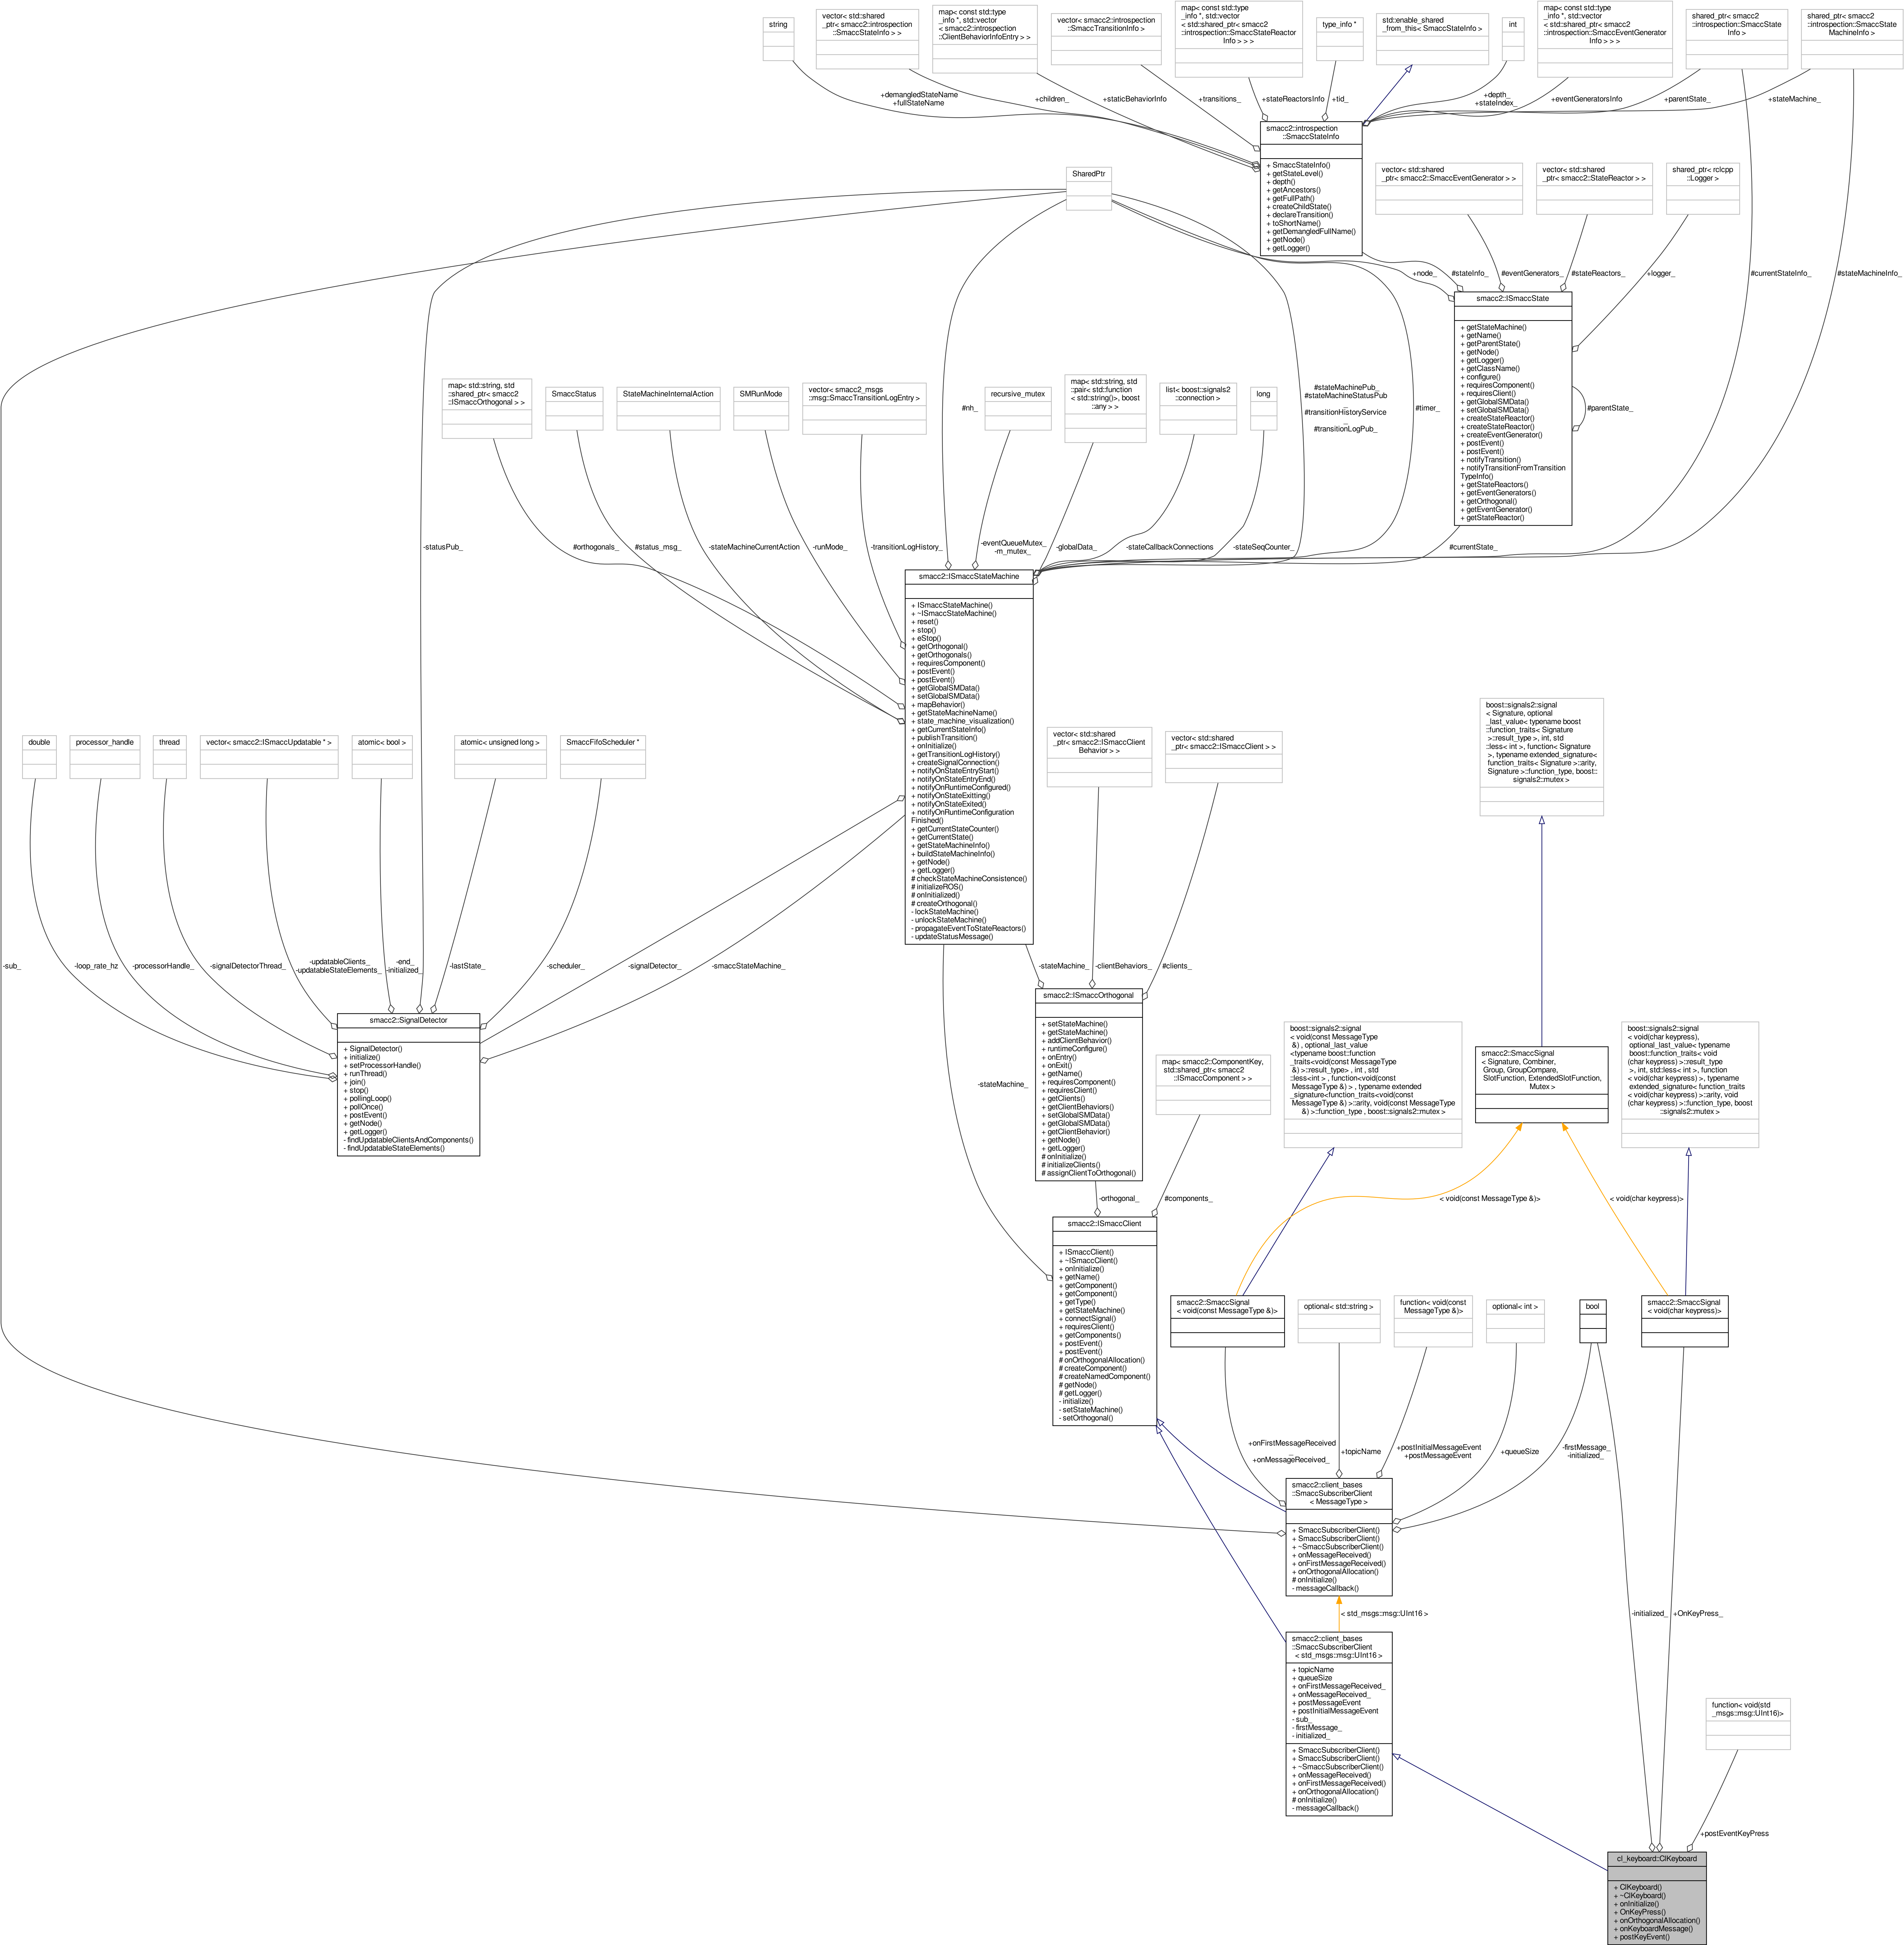 string
vector< std::shared
_ptr< smacc2::introspection
::SmaccStateInfo > >
map< const std::type
_info *, std::vector
< smacc2::introspection
::ClientBehaviorInfoEntry > >
vector< smacc2::introspection
::SmaccTransitionInfo >
map< const std::type
_info *, std::vector
< std::shared_ptr< smacc2
::introspection::SmaccStateReactor
Info > > >
type_info *
std::enable_shared
_from_this< SmaccStateInfo >
int
map< const std::type
_info *, std::vector
< std::shared_ptr< smacc2
::introspection::SmaccEventGenerator
Info > > >
shared_ptr< smacc2
::introspection::SmaccState
Info >
shared_ptr< smacc2
::introspection::SmaccState
MachineInfo >
+demangledStateName
+fullStateName
+children_
+staticBehaviorInfo
+transitions_
+stateReactorsInfo
+tid_
+depth_
+stateIndex_
+eventGeneratorsInfo
+parentState_
+stateMachine_
smacc2::introspection
::SmaccStateInfo
+ SmaccStateInfo()
+ getStateLevel()
+ depth()
+ getAncestors()
+ getFullPath()
+ createChildState()
+ declareTransition()
+ toShortName()
+ getDemangledFullName()
+ getNode()
+ getLogger()
SharedPtr
vector< std::shared
_ptr< smacc2::SmaccEventGenerator > >
vector< std::shared
_ptr< smacc2::StateReactor > >
shared_ptr< rclcpp
::Logger >
+node_
#stateInfo_
#eventGenerators_
#stateReactors_
+logger_
#currentStateInfo_
#stateMachineInfo_
smacc2::ISmaccState
+ getStateMachine()
+ getName()
+ getParentState()
+ getNode()
+ getLogger()
+ getClassName()
+ configure()
+ requiresComponent()
+ requiresClient()
+ getGlobalSMData()
+ setGlobalSMData()
+ createStateReactor()
+ createStateReactor()
+ createEventGenerator()
+ postEvent()
+ postEvent()
+ notifyTransition()
+ notifyTransitionFromTransition
TypeInfo()
+ getStateReactors()
+ getEventGenerators()
+ getOrthogonal()
+ getEventGenerator()
+ getStateReactor()
#parentState_
map< std::string, std
::shared_ptr< smacc2
::ISmaccOrthogonal > >
SmaccStatus
StateMachineInternalAction
SMRunMode
vector< smacc2_msgs
::msg::SmaccTransitionLogEntry >
#nh_
recursive_mutex
map< std::string, std
::pair< std::function
< std::string()>, boost
::any > >
list< boost::signals2
::connection >
long
#stateMachinePub_
#stateMachineStatusPub
_
#transitionHistoryService
_
#transitionLogPub_
#timer_
-statusPub_
#orthogonals_
#status_msg_
-stateMachineCurrentAction
-runMode_
-transitionLogHistory_
-eventQueueMutex_
-m_mutex_
-globalData_
-stateCallbackConnections
-stateSeqCounter_
#currentState_
smacc2::ISmaccStateMachine
+ ISmaccStateMachine()
+ ~ISmaccStateMachine()
+ reset()
+ stop()
+ eStop()
+ getOrthogonal()
+ getOrthogonals()
+ requiresComponent()
+ postEvent()
+ postEvent()
+ getGlobalSMData()
+ setGlobalSMData()
+ mapBehavior()
+ getStateMachineName()
+ state_machine_visualization()
+ getCurrentStateInfo()
+ publishTransition()
+ onInitialize()
+ getTransitionLogHistory()
+ createSignalConnection()
+ notifyOnStateEntryStart()
+ notifyOnStateEntryEnd()
+ notifyOnRuntimeConfigured()
+ notifyOnStateExitting()
+ notifyOnStateExited()
+ notifyOnRuntimeConfiguration
Finished()
+ getCurrentStateCounter()
+ getCurrentState()
+ getStateMachineInfo()
+ buildStateMachineInfo()
+ getNode()
+ getLogger()
# checkStateMachineConsistence()
# initializeROS()
# onInitialized()
# createOrthogonal()
- lockStateMachine()
- unlockStateMachine()
- propagateEventToStateReactors()
- updateStatusMessage()
double
processor_handle
thread
vector< smacc2::ISmaccUpdatable * >
atomic< bool >
atomic< unsigned long >
SmaccFifoScheduler *
vector< std::shared
_ptr< smacc2::ISmaccClient
Behavior > >
vector< std::shared
_ptr< smacc2::ISmaccClient > >
boost::signals2::signal
< Signature, optional
_last_value< typename boost
::function_traits< Signature
>::result_type >, int, std
::less< int >, function< Signature
>, typename extended_signature<
function_traits< Signature >::arity,
Signature >::function_type, boost::
signals2::mutex >
-sub_
-loop_rate_hz
-processorHandle_
-signalDetectorThread_
-updatableClients_
-updatableStateElements_
-end_
-initialized_
-lastState_
-scheduler_
-signalDetector_
-smaccStateMachine_
-stateMachine_
-clientBehaviors_
#clients_
smacc2::SignalDetector
+ SignalDetector()
+ initialize()
+ setProcessorHandle()
+ runThread()
+ join()
+ stop()
+ pollingLoop()
+ pollOnce()
+ postEvent()
+ getNode()
+ getLogger()
- findUpdatableClientsAndComponents()
- findUpdatableStateElements()
smacc2::ISmaccOrthogonal
+ setStateMachine()
+ getStateMachine()
+ addClientBehavior()
+ runtimeConfigure()
+ onEntry()
+ onExit()
+ getName()
+ requiresComponent()
+ requiresClient()
+ getClients()
+ getClientBehaviors()
+ setGlobalSMData()
+ getGlobalSMData()
+ getClientBehavior()
+ getNode()
+ getLogger()
# onInitialize()
# initializeClients()
# assignClientToOrthogonal()
-stateMachine_
map< smacc2::ComponentKey,
std::shared_ptr< smacc2
::ISmaccComponent > >
boost::signals2::signal
< void(const MessageType
&) , optional_last_value
<typename boost::function
_traits<void(const MessageType
&) >::result_type> , int , std
::less<int > , function<void(const
MessageType &) > , typename extended
_signature<function_traits<void(const
MessageType &) >::arity, void(const MessageType
&) >::function_type , boost::signals2::mutex >
smacc2::SmaccSignal
< Signature, Combiner,
Group, GroupCompare,
SlotFunction, ExtendedSlotFunction,
Mutex >
boost::signals2::signal
< void(char keypress),
optional_last_value< typename
boost::function_traits< void
(char keypress) >::result_type
>, int, std::less< int >, function
< void(char keypress) >, typename
extended_signature< function_traits
< void(char keypress) >::arity, void
(char keypress) >::function_type, boost
::signals2::mutex >
-orthogonal_
#components_
< void(const MessageType &)>
< void(char keypress)>
smacc2::ISmaccClient
+ ISmaccClient()
+ ~ISmaccClient()
+ onInitialize()
+ getName()
+ getComponent()
+ getComponent()
+ getType()
+ getStateMachine()
+ connectSignal()
+ requiresClient()
+ getComponents()
+ postEvent()
+ postEvent()
# onOrthogonalAllocation()
# createComponent()
# createNamedComponent()
# getNode()
# getLogger()
- initialize()
- setStateMachine()
- setOrthogonal()
smacc2::SmaccSignal
< void(const MessageType &)>
optional< std::string >
function< void(const
MessageType &)>
optional< int >
bool
smacc2::SmaccSignal
< void(char keypress)>
+onFirstMessageReceived
_
+onMessageReceived_
+topicName
+postInitialMessageEvent
+postMessageEvent
+queueSize
-firstMessage_
-initialized_
smacc2::client_bases
::SmaccSubscriberClient
< MessageType >
+ SmaccSubscriberClient()
+ SmaccSubscriberClient()
+ ~SmaccSubscriberClient()
+ onMessageReceived()
+ onFirstMessageReceived()
+ onOrthogonalAllocation()
# onInitialize()
- messageCallback()
< std_msgs::msg::UInt16 >
-initialized_
+OnKeyPress_
smacc2::client_bases
::SmaccSubscriberClient
< std_msgs::msg::UInt16 >
+ topicName
+ queueSize
+ onFirstMessageReceived_
+ onMessageReceived_
+ postMessageEvent
+ postInitialMessageEvent
- sub_
- firstMessage_
- initialized_
+ SmaccSubscriberClient()
+ SmaccSubscriberClient()
+ ~SmaccSubscriberClient()
+ onMessageReceived()
+ onFirstMessageReceived()
+ onOrthogonalAllocation()
# onInitialize()
- messageCallback()
function< void(std
_msgs::msg::UInt16)>
+postEventKeyPress
cl_keyboard::ClKeyboard
+ ClKeyboard()
+ ~ClKeyboard()
+ onInitialize()
+ OnKeyPress()
+ onOrthogonalAllocation()
+ onKeyboardMessage()
+ postKeyEvent()